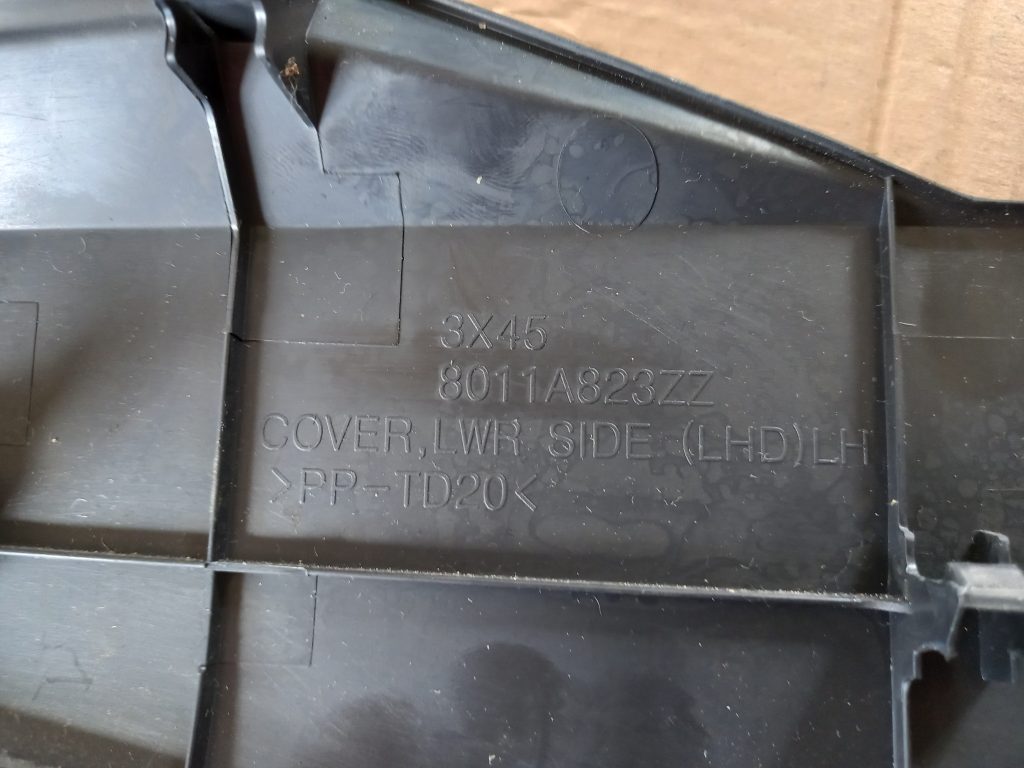 3X45
8011A823ZZ
COVER,LWR SIDE (LHD)LH
>PP-TD20<